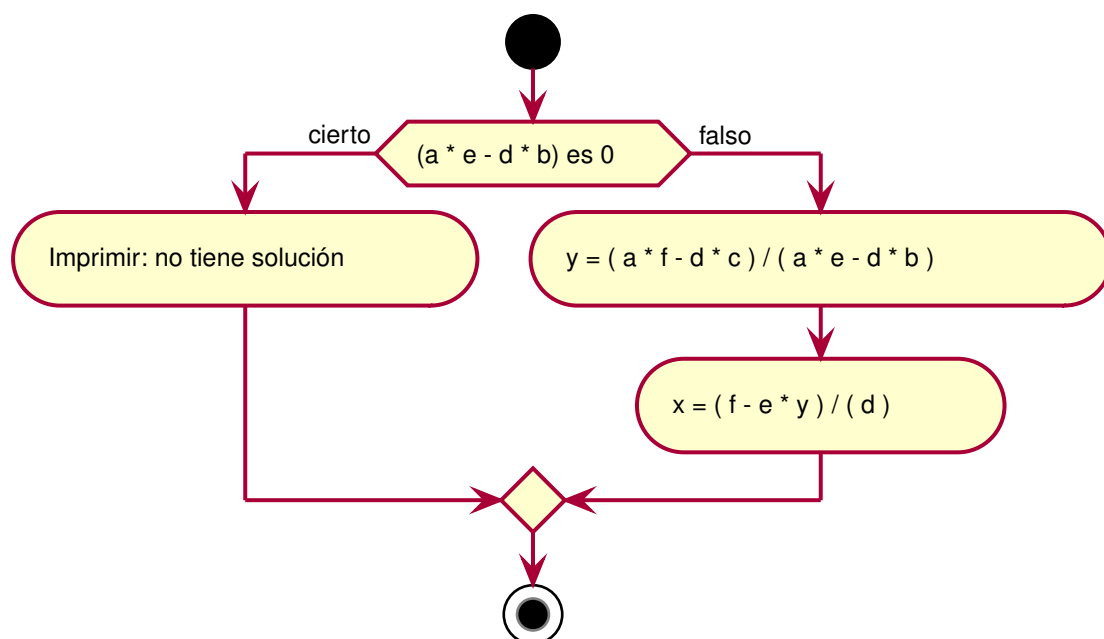 cierto
(a * e - d * b) es 0
falso
Imprimir: no tiene solución
y = ( a * f - d * c ) / ( a * e - d * b )
x = ( f - e * y ) / ( d )